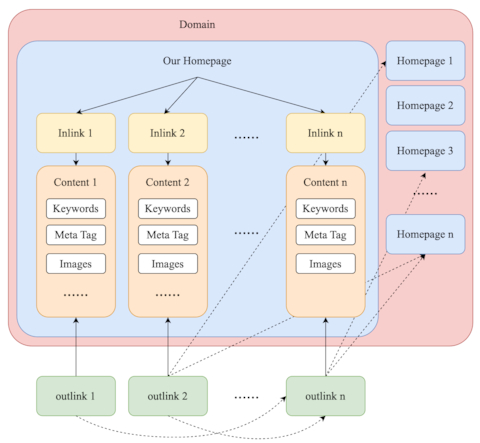 Domain
Our Homepage
Homepage 1
Homepage 2
Homepage 3
......
Homepage n
Inlink 1
Inlink 2
......
Inlink n
Content 1
Keywords
Meta Tag
Images
......
Content 2
Keywords
Meta Tag
Images
......
......
Content n
Keywords
Meta Tag
Images
......
outlink 1
outlink 2
......
outlink n